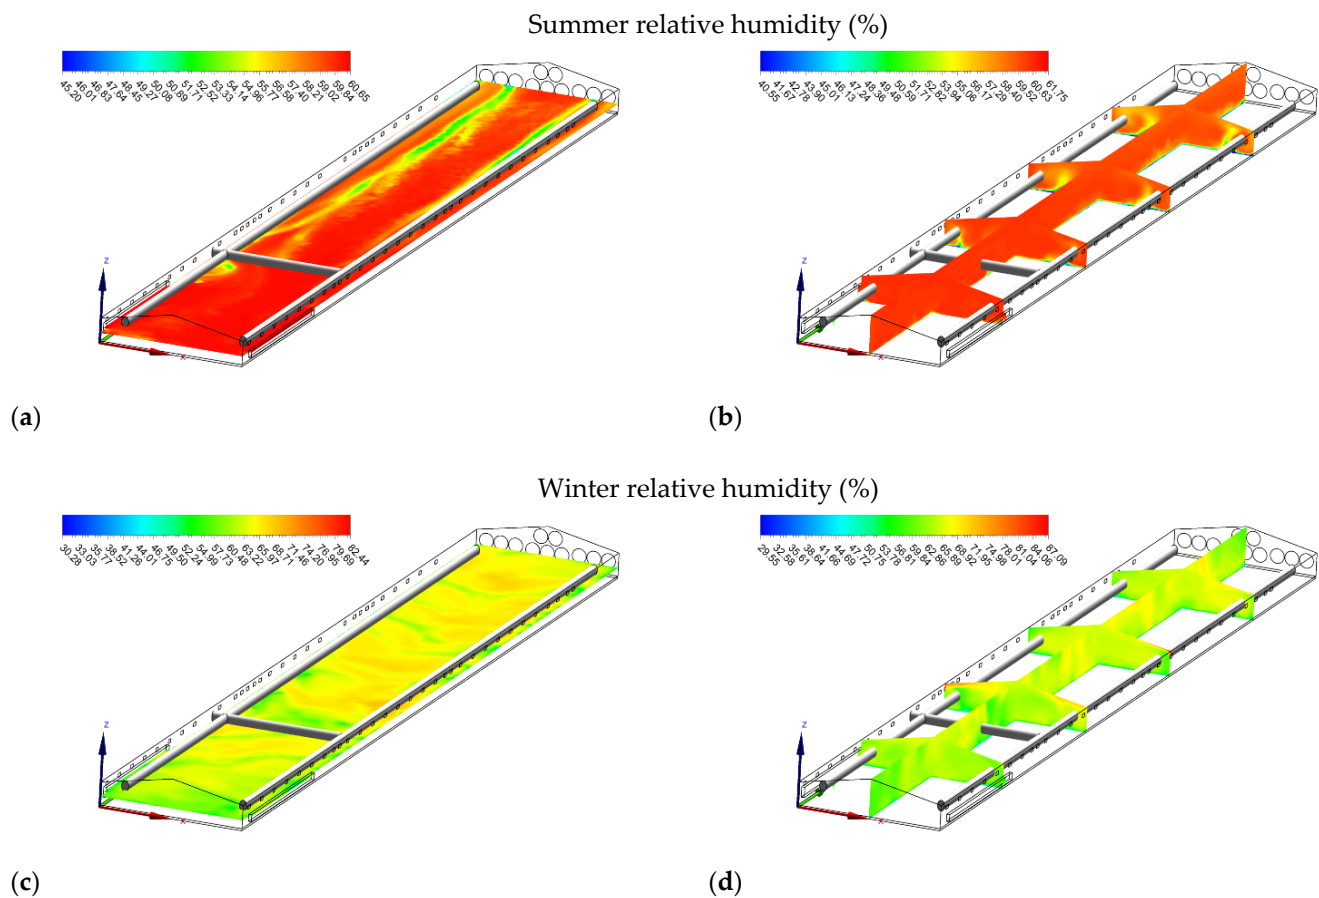 Summer relative humidity (%)
45.20 46.01 46.83 47.64 48.45 49.27 50.08 50.89 51.71 52.52 53.33 54.14 54.96 55.77 56.58 57.40 58.21 59.02 59.84 60.65
z
x
(a)
40.55 41.67 42.78 43.90 45.01 46.13 47.24 48.36 49.48 50.59 51.71 52.82 53.94 55.06 56.17 57.29 58.40 59.52 60.63 61.75
z
x
(b)
Winter relative humidity (%)
30.28 33.03 35.77 38.52 41.26 44.01 46.75 49.50 52.24 54.99 57.73 60.48 63.22 65.97 68.71 71.46 74.20 76.95 79.69 82.44
z
x
(c)
29.55 32.58 35.61 38.64 41.66 44.69 47.72 50.75 53.78 56.81 59.84 62.86 65.89 68.92 71.95 74.98 78.01 81.04 84.06 87.09
z
x
(d)